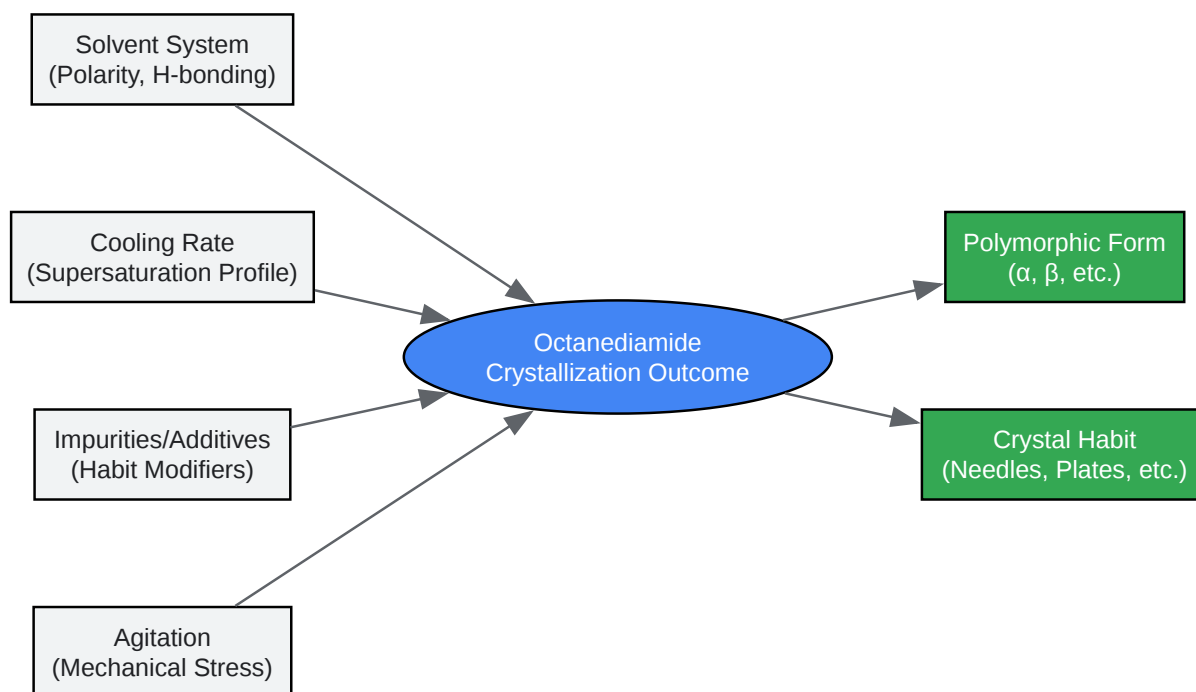 Solvent System
(Polarity, H-bonding)
Cooling Rate
(Supersaturation Profile)
Impurities/Additives
(Habit Modifiers)
Agitation
(Mechanical Stress)
Octanediamide
Crystallization Outcome
Polymorphic Form
(α, β, etc.)
Crystal Habit
(Needles, Plates, etc.)